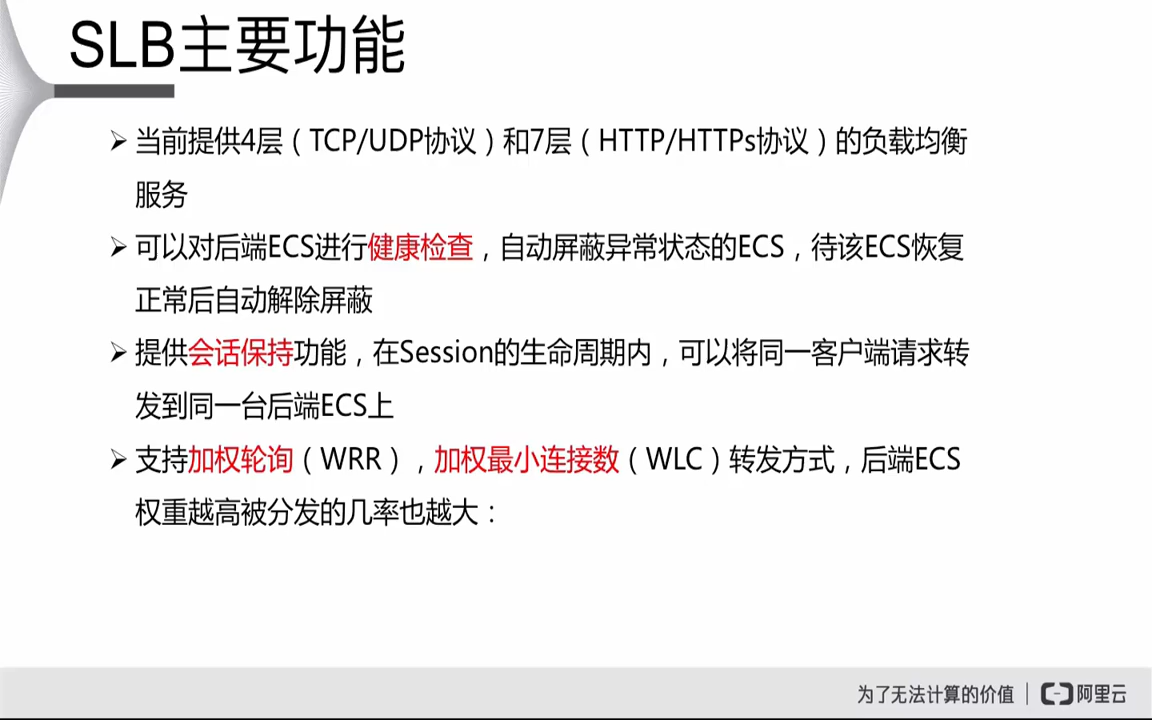 SLB主要功能
当前提供4层（TCP/UDP协议）和7层（HTTP/HTTPs协议）的负载均衡
服务
可以对后端ECS进行健康检查，自动屏蔽异常状态的ECS，待该ECS恢复
正常后自动解除屏蔽
提供会话保持功能，在Session的生命周期内，可以将同一客户端请求转
发到同一台后端ECS上
支持加权轮询（WRR），加权最小连接数（WLC）转发方式，后端ECS
权重越高被分发的几率也越大：
为了无法计算的价值 | 阿里云